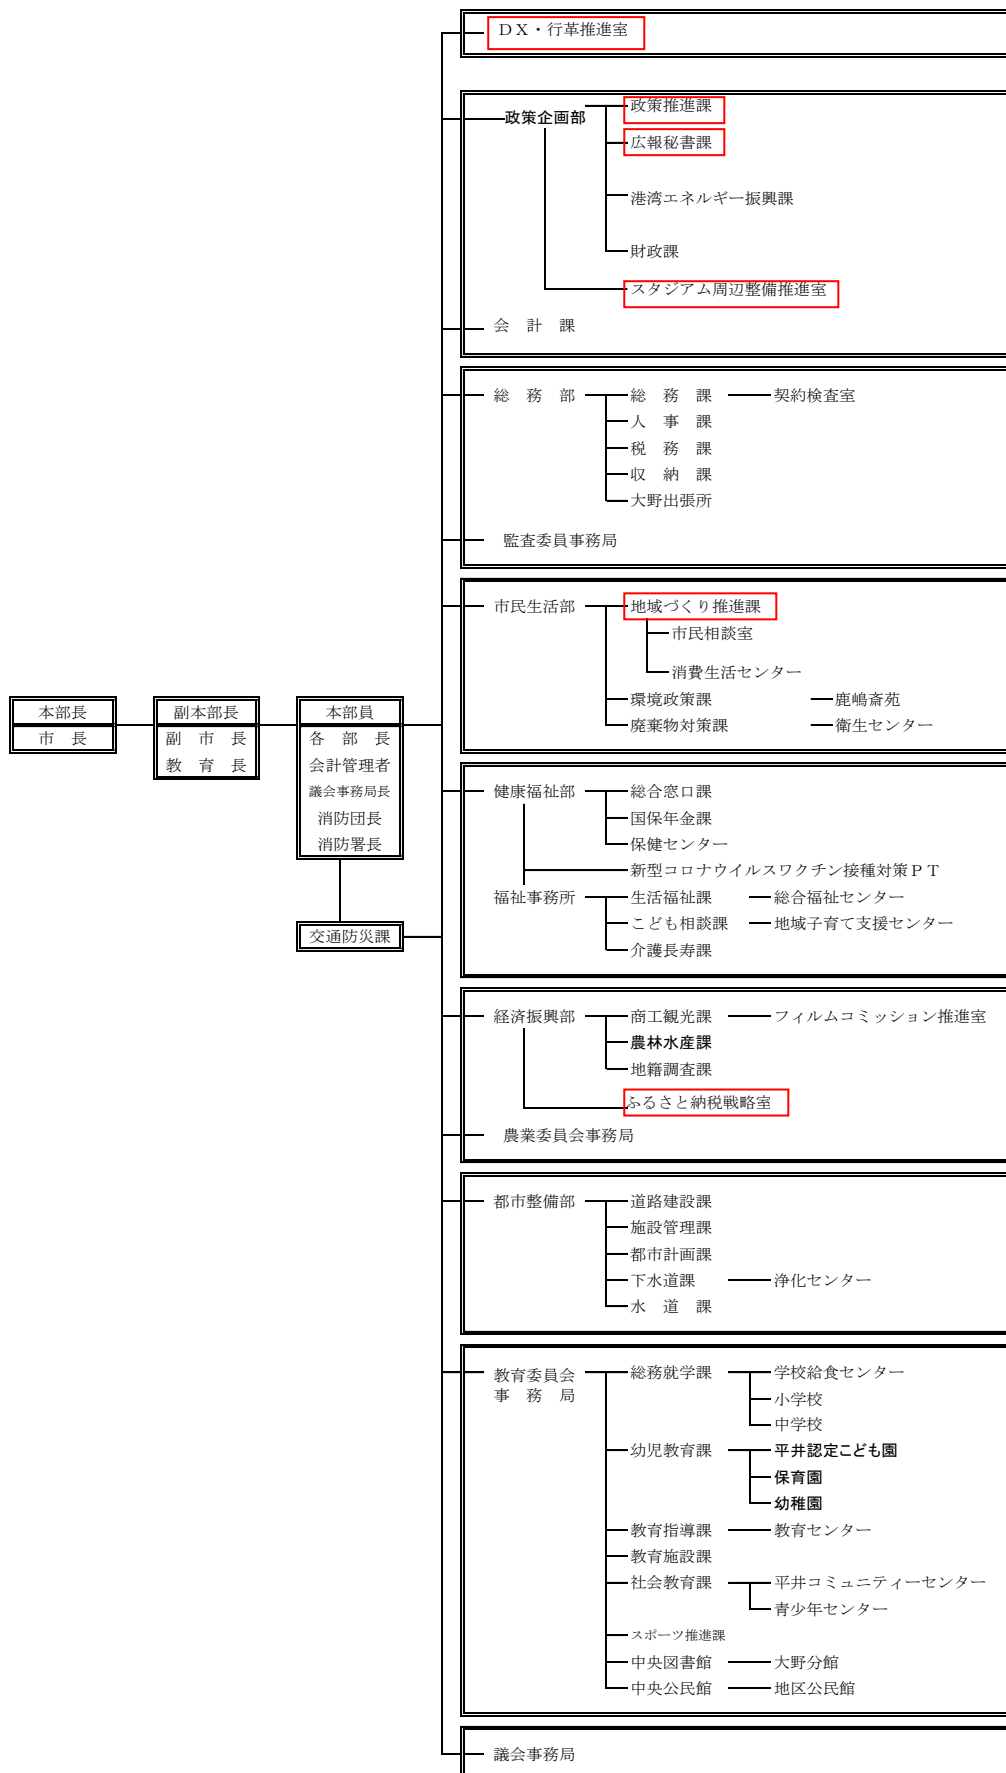 DX・行革推進室
政策企画部
政策推進課
広報秘書課
港湾エネルギー振興課
財政課
スタジアム周辺整備推進室
会　計　課
総　務　部　総　務　課　契約検査室
人　事　課
税　務　課
収　納　課
大野出張所
監査委員事務局
市民生活部　地域づくり推進課
市民相談室
消費生活センター
環境政策課　鹿嶋斎苑
廃棄物対策課　衛生センター
本部長　副本部長　本部員
市　長　副　市　長　各　部　長
教　育　長　会計管理者
議会事務局長
消防団長
消防署長
交通防災課
健康福祉部　総合窓口課
国保年金課
保健センター
新型コロナウイルスワクチン接種対策PT
福祉事務所　生活福祉課　総合福祉センター
こども相談課　地域子育て支援センター
介護長寿課
経済振興部　商工観光課　フィルムコミッション推進室
農林水産課
地籍調査課
ふるさと納税戦略室
農業委員会事務局
都市整備部　道路建設課
施設管理課
都市計画課
下水道課　浄化センター
水　道　課
教育委員会
事　務　局
総務就学課　学校給食センター
小学校
中学校
幼児教育課　平井認定こども園
保育園
幼稚園
教育指導課　教育センター
教育施設課
社会教育課　平井コミュニティーセンター
青少年センター
スポーツ推進課
中央図書館　大野分館
中央公民館　地区公民館
議会事務局